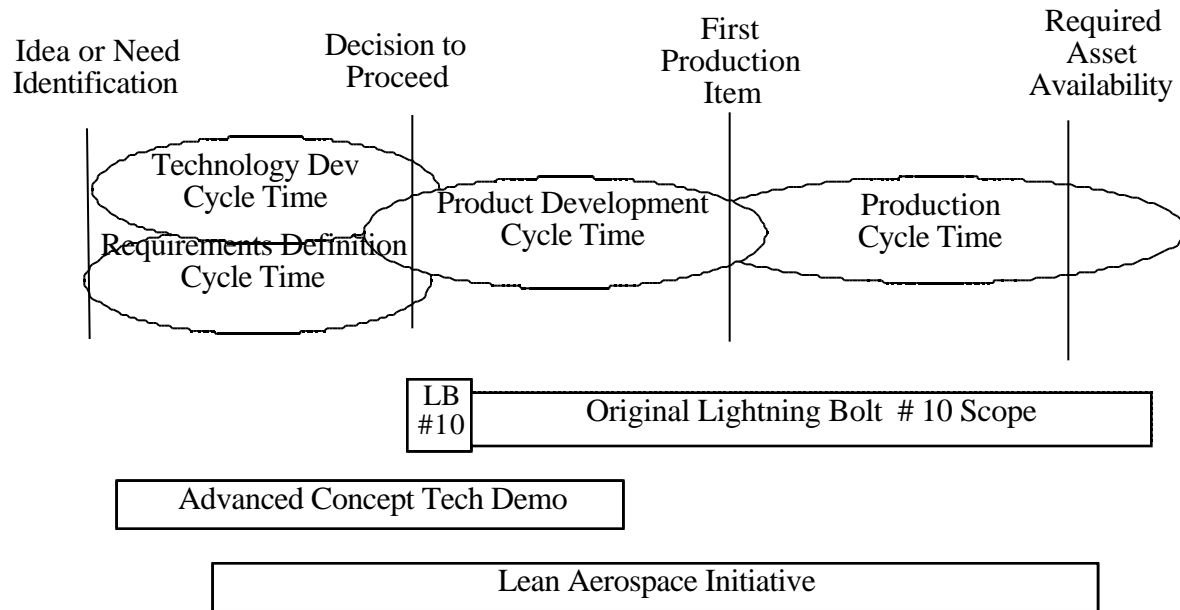 Idea or Need
Identification
Decision to
Proceed
First
Production
Item
Required
Asset
Availability
Technology Dev
Cycle Time
Requirements Definition
Cycle Time
Product Development
Cycle Time
Production
Cycle Time
LB
#10
Original Lightning Bolt # 10 Scope
Advanced Concept Tech Demo
Lean Aerospace Initiative